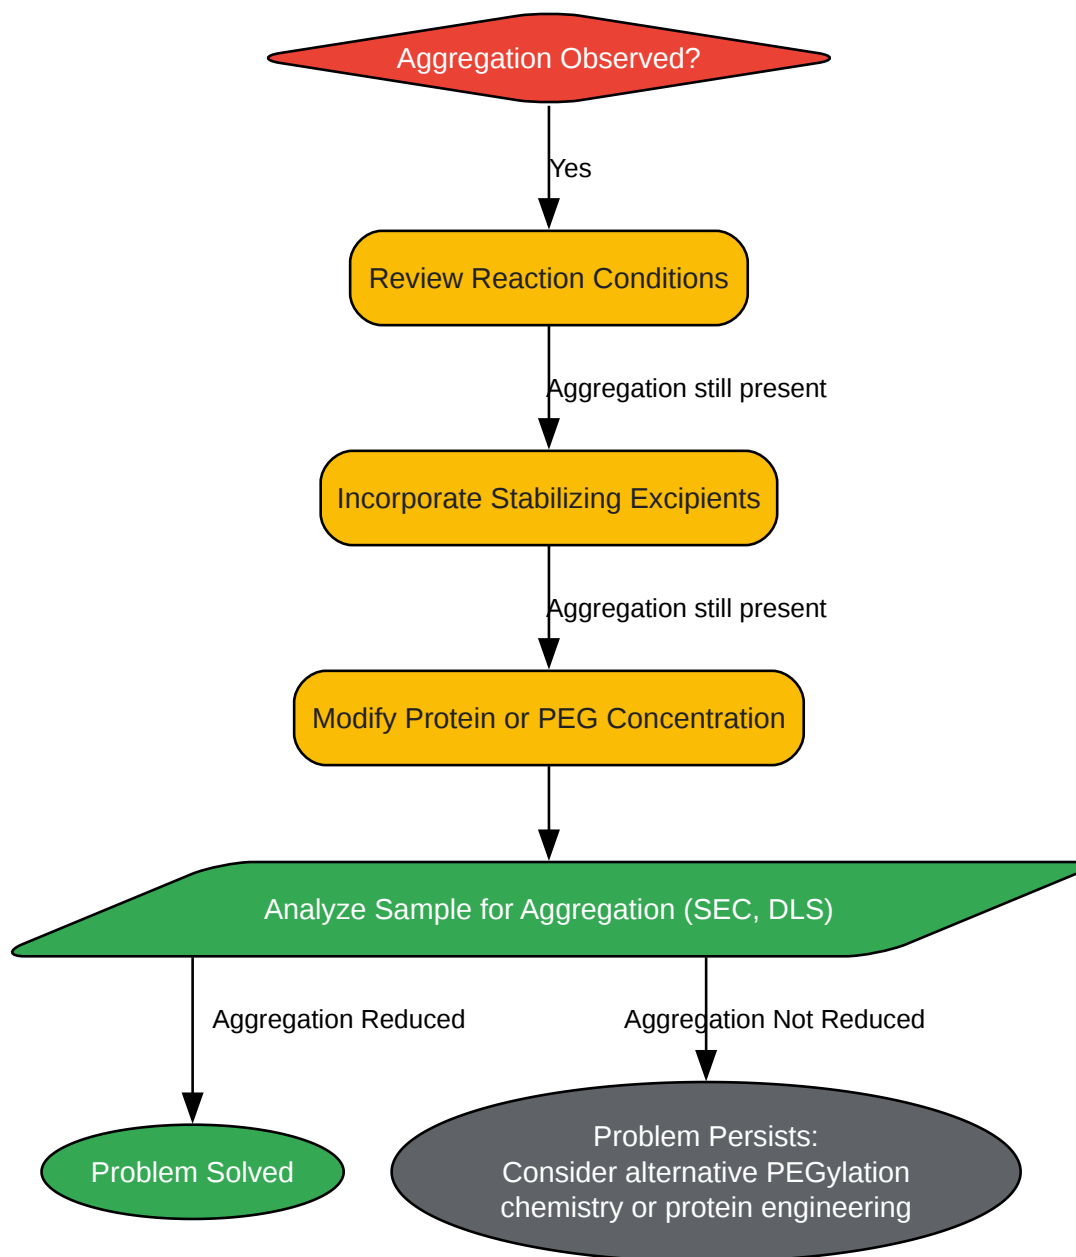 Aggregation Observed?
Yes
Review Reaction Conditions
Aggregation still present
Incorporate Stabilizing Excipients
Aggregation still present
Modify Protein or PEG Concentration
Analyze Sample for Aggregation (SEC, DLS)
Aggregation Reduced
Aggregation Not Reduced
Problem Solved
Problem Persists:
Consider alternative PEGylation
chemistry or protein engineering